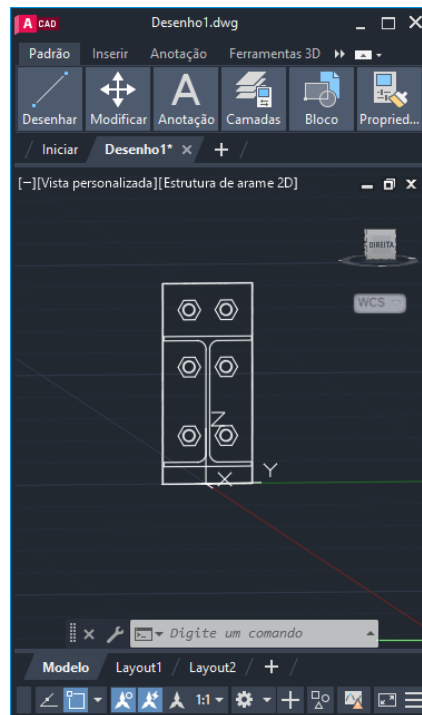 A CAD Desenho1.dwg
Padrão Inserir Anotação Ferramentas 3D
Desenhar Modificar Anotação Camadas Bloco Propried...
Iniciar Desenho1*
[−][Vista personalizada][Estrutura de arame 2D]
DIREITA
WCS
Z
X Y
Digite um comando
Modelo Layout1 Layout2
1:1